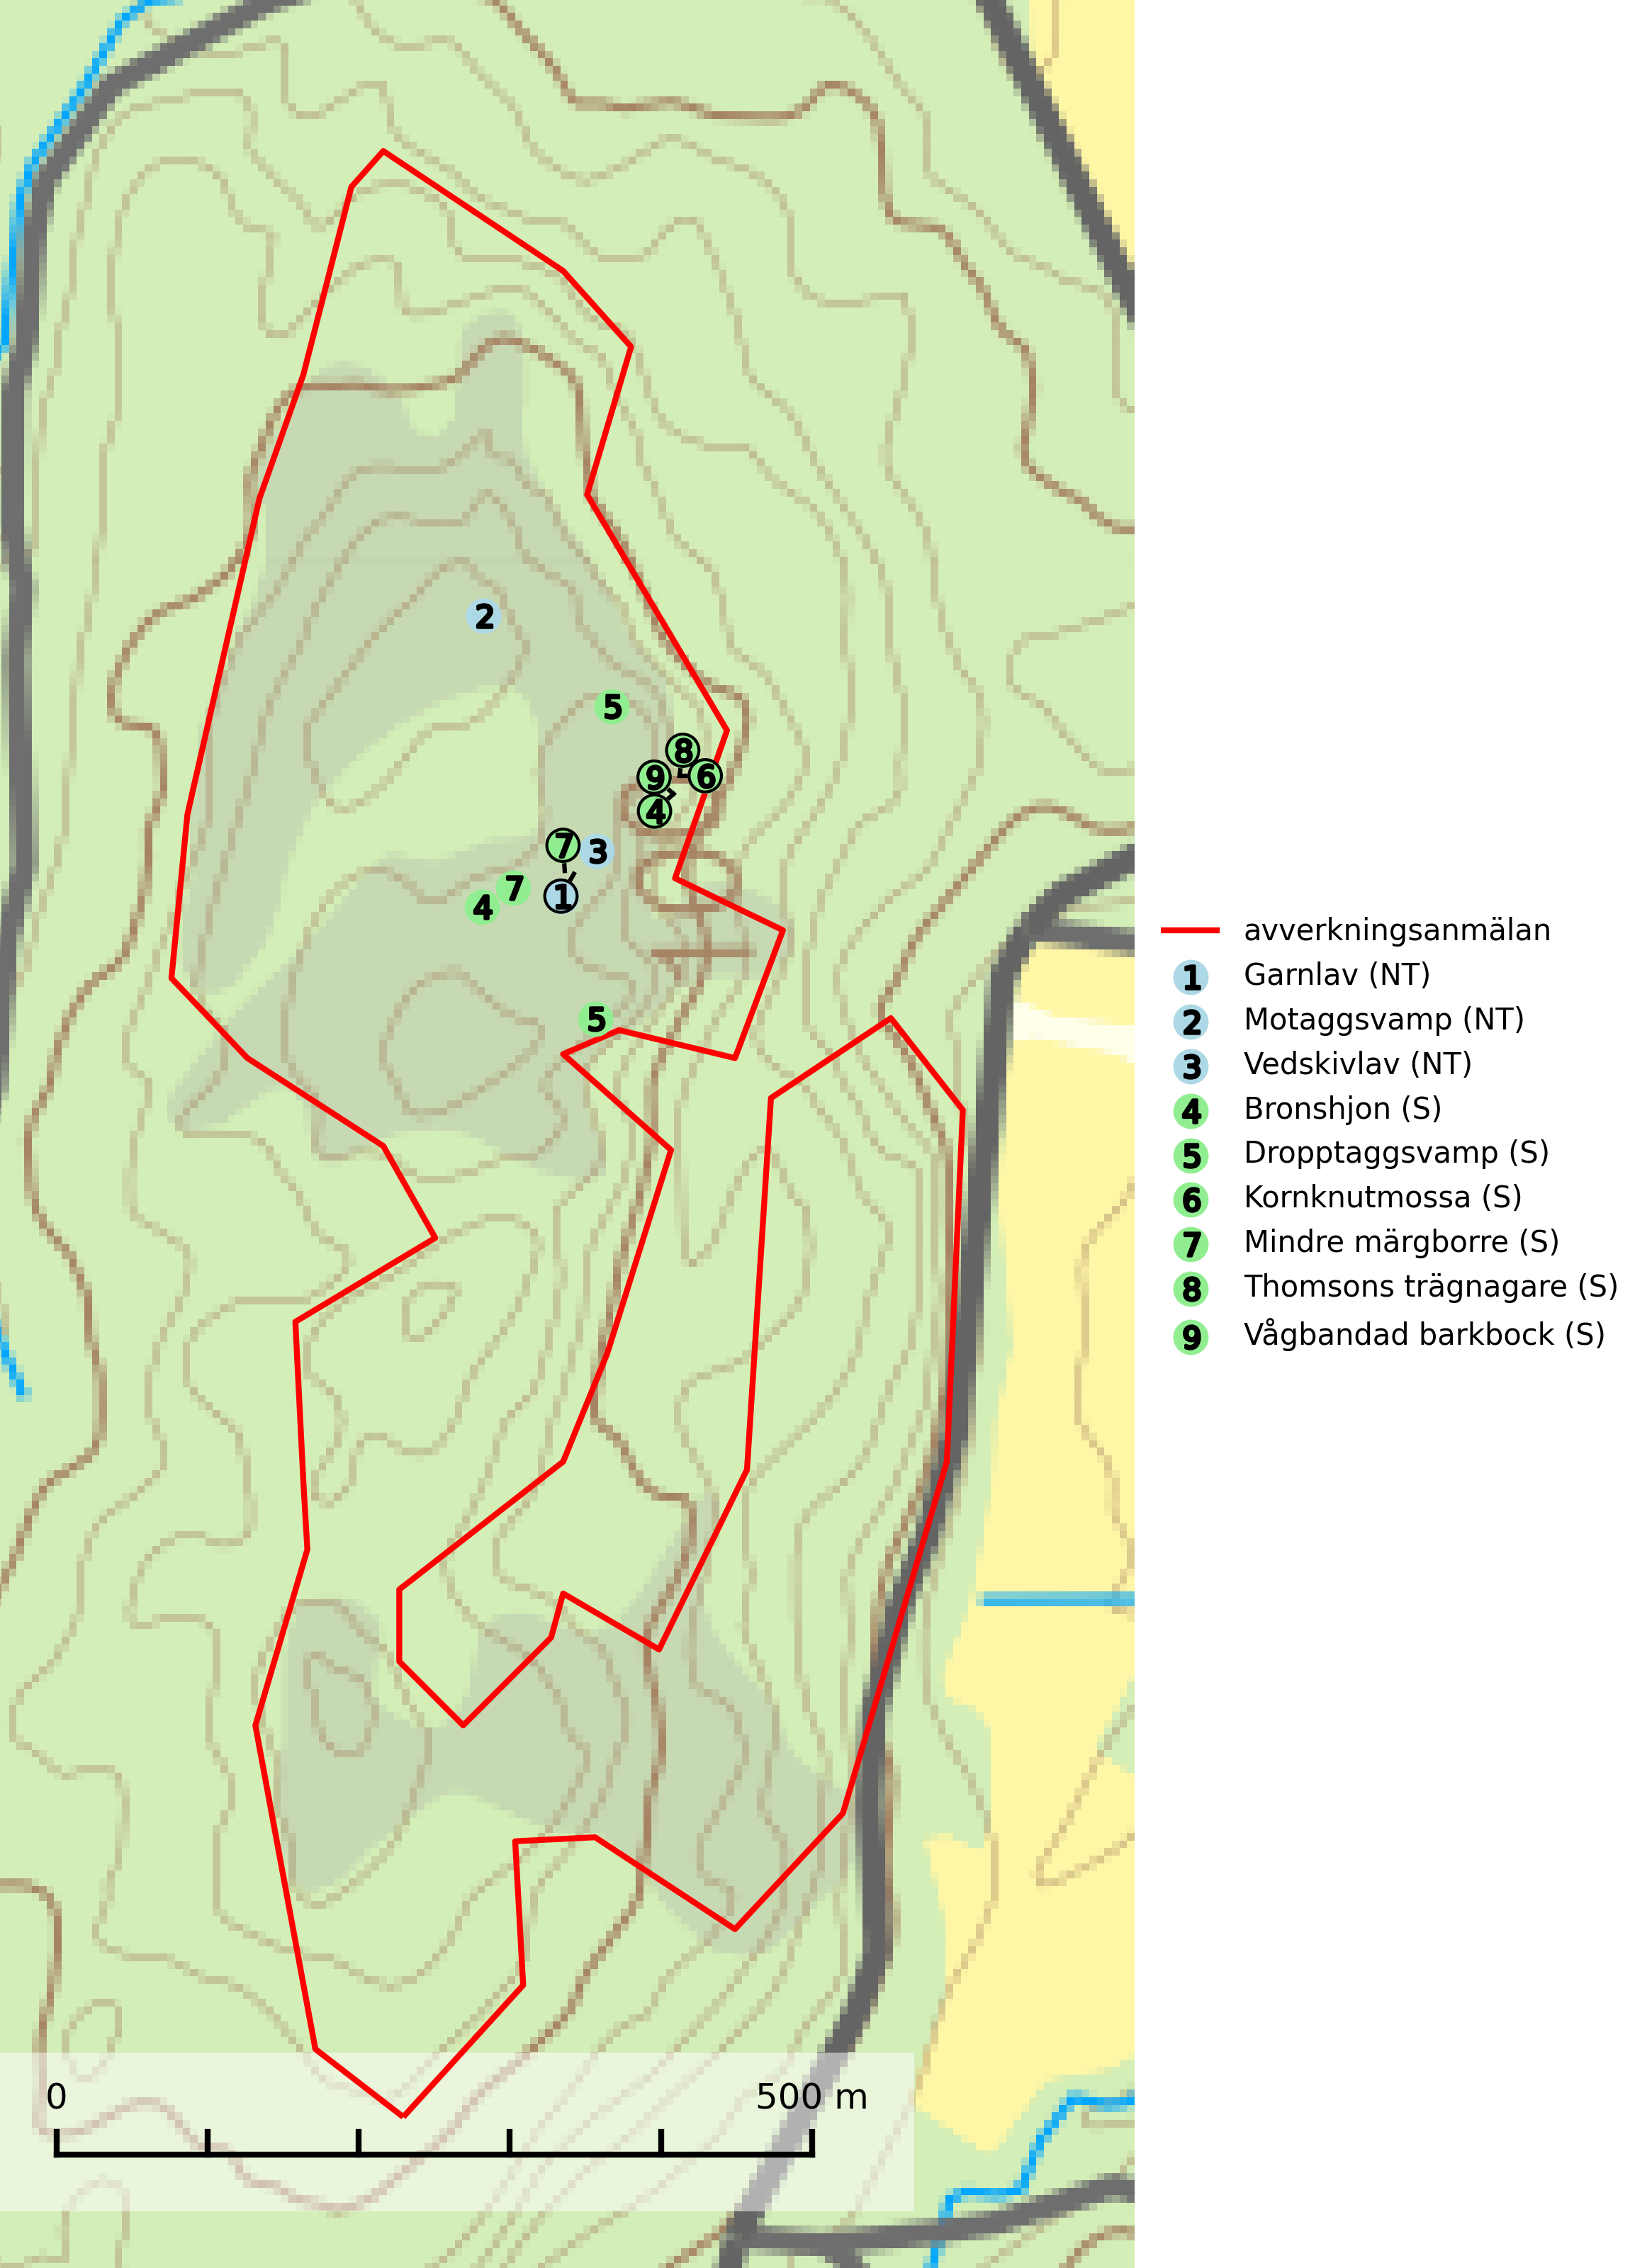 2
5
8
9 6
4
7 3
7 1
4
5
avverkningsanmälan
1 Garnlav (NT)
2 Motaggsvamp (NT)
3 Vedskivlav (NT)
4 Bronshjon (S)
5 Dropptaggsvamp (S)
6 Kornknutmossa (S)
7 Mindre märgborre (S)
8 Thomsons trägnagare (S)
9 Vågbandad barkbock (S)
0 500 m